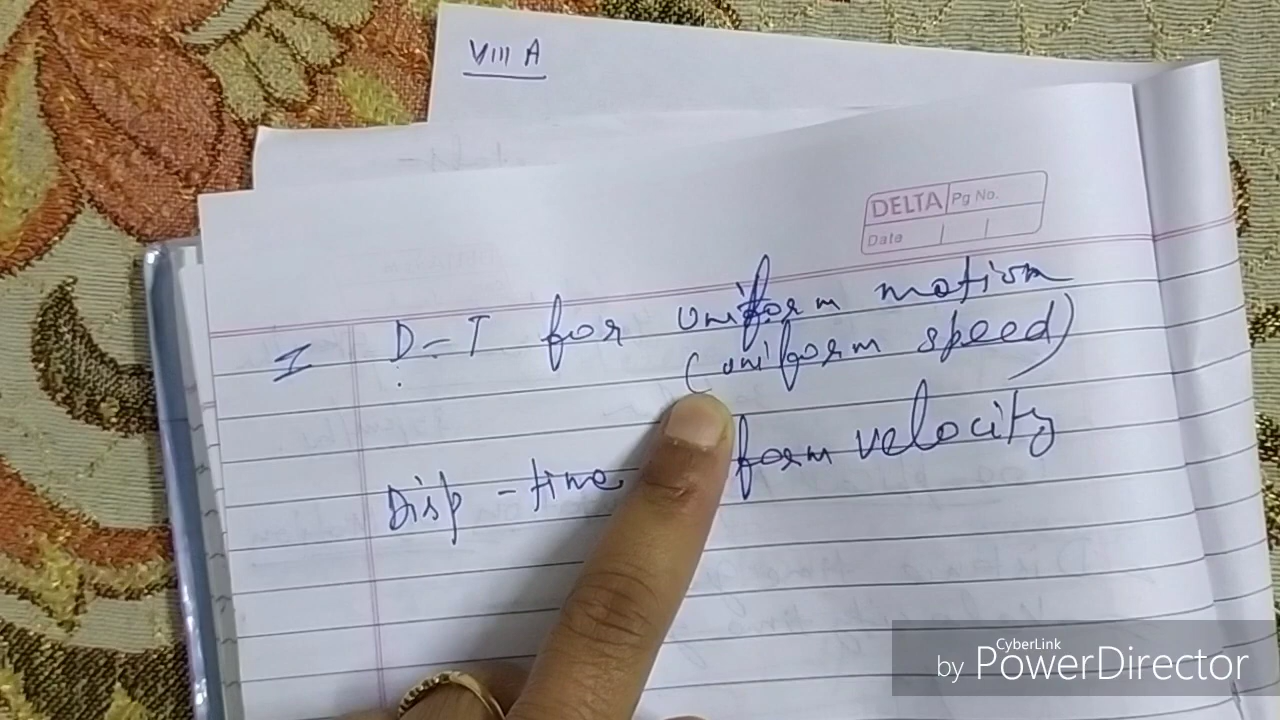 VIII A
DELTA Pg No.
Date
I D-T for uniform motion
(uniform speed)
Disp-time form velocity
CyberLink
by PowerDirector